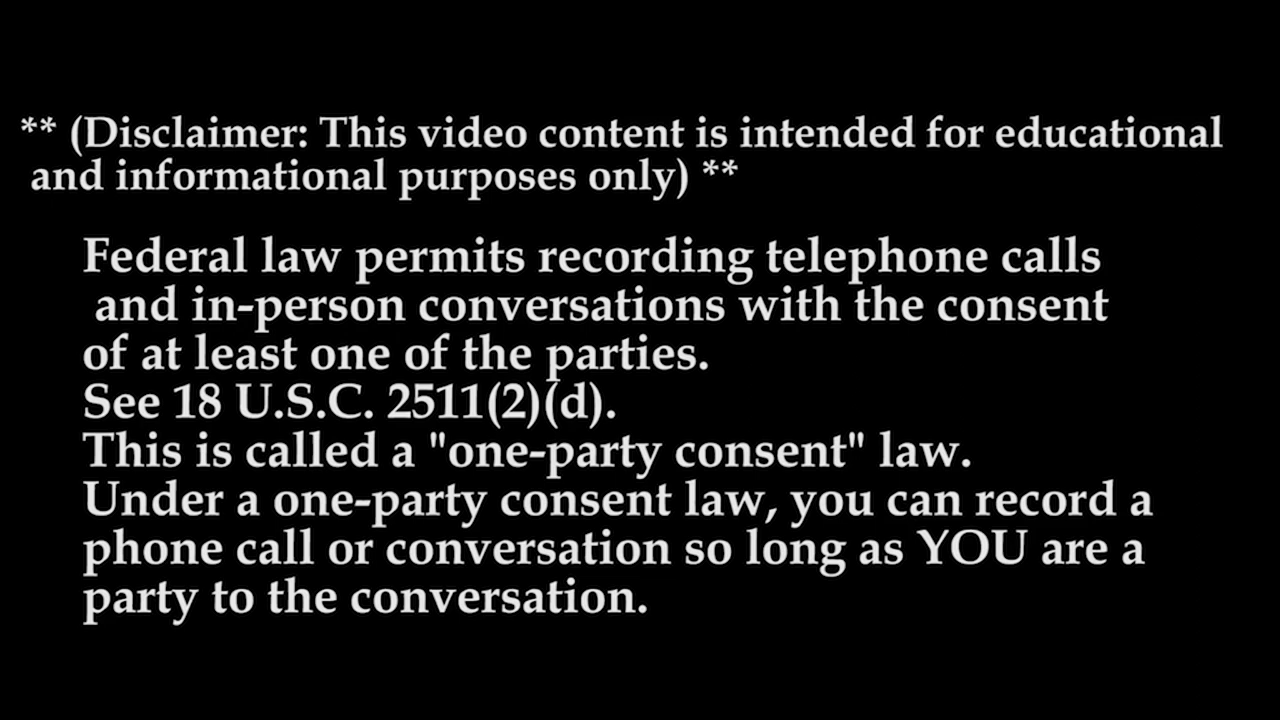 ** (Disclaimer: This video content is intended for educational
and informational purposes only) **
Federal law permits recording telephone calls
and in-person conversations with the consent
of at least one of the parties.
See 18 U.S.C. 2511(2)(d).
This is called a "one-party consent" law.
Under a one-party consent law, you can record a
phone call or conversation so long as YOU are a
party to the conversation.